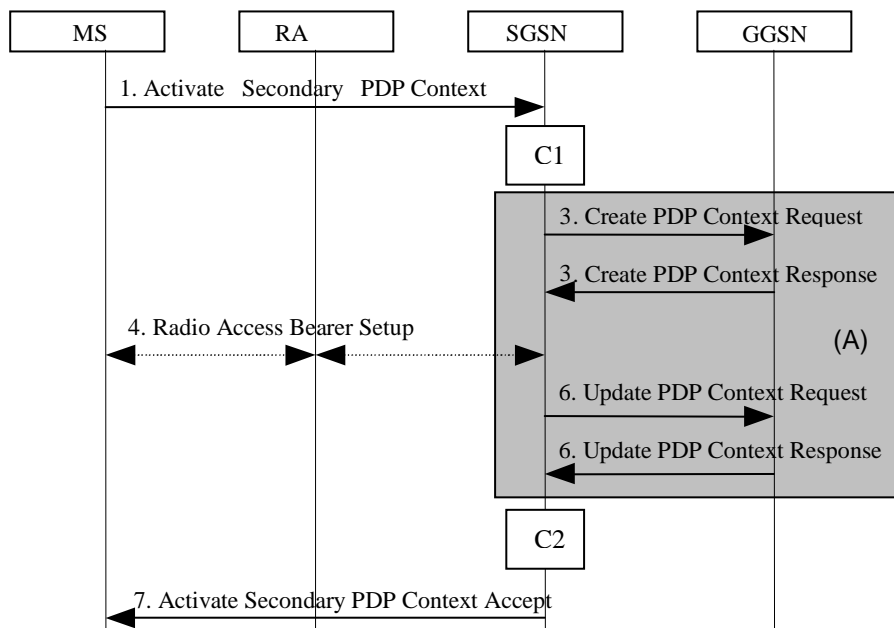 MS RA SGSN GGSN
1. Activate Secondary PDP Context
C1
3. Create PDP Context Request
3. Create PDP Context Response
4. Radio Access Bearer Setup
(A)
6. Update PDP Context Request
6. Update PDP Context Response
C2
7. Activate Secondary PDP Context Accept